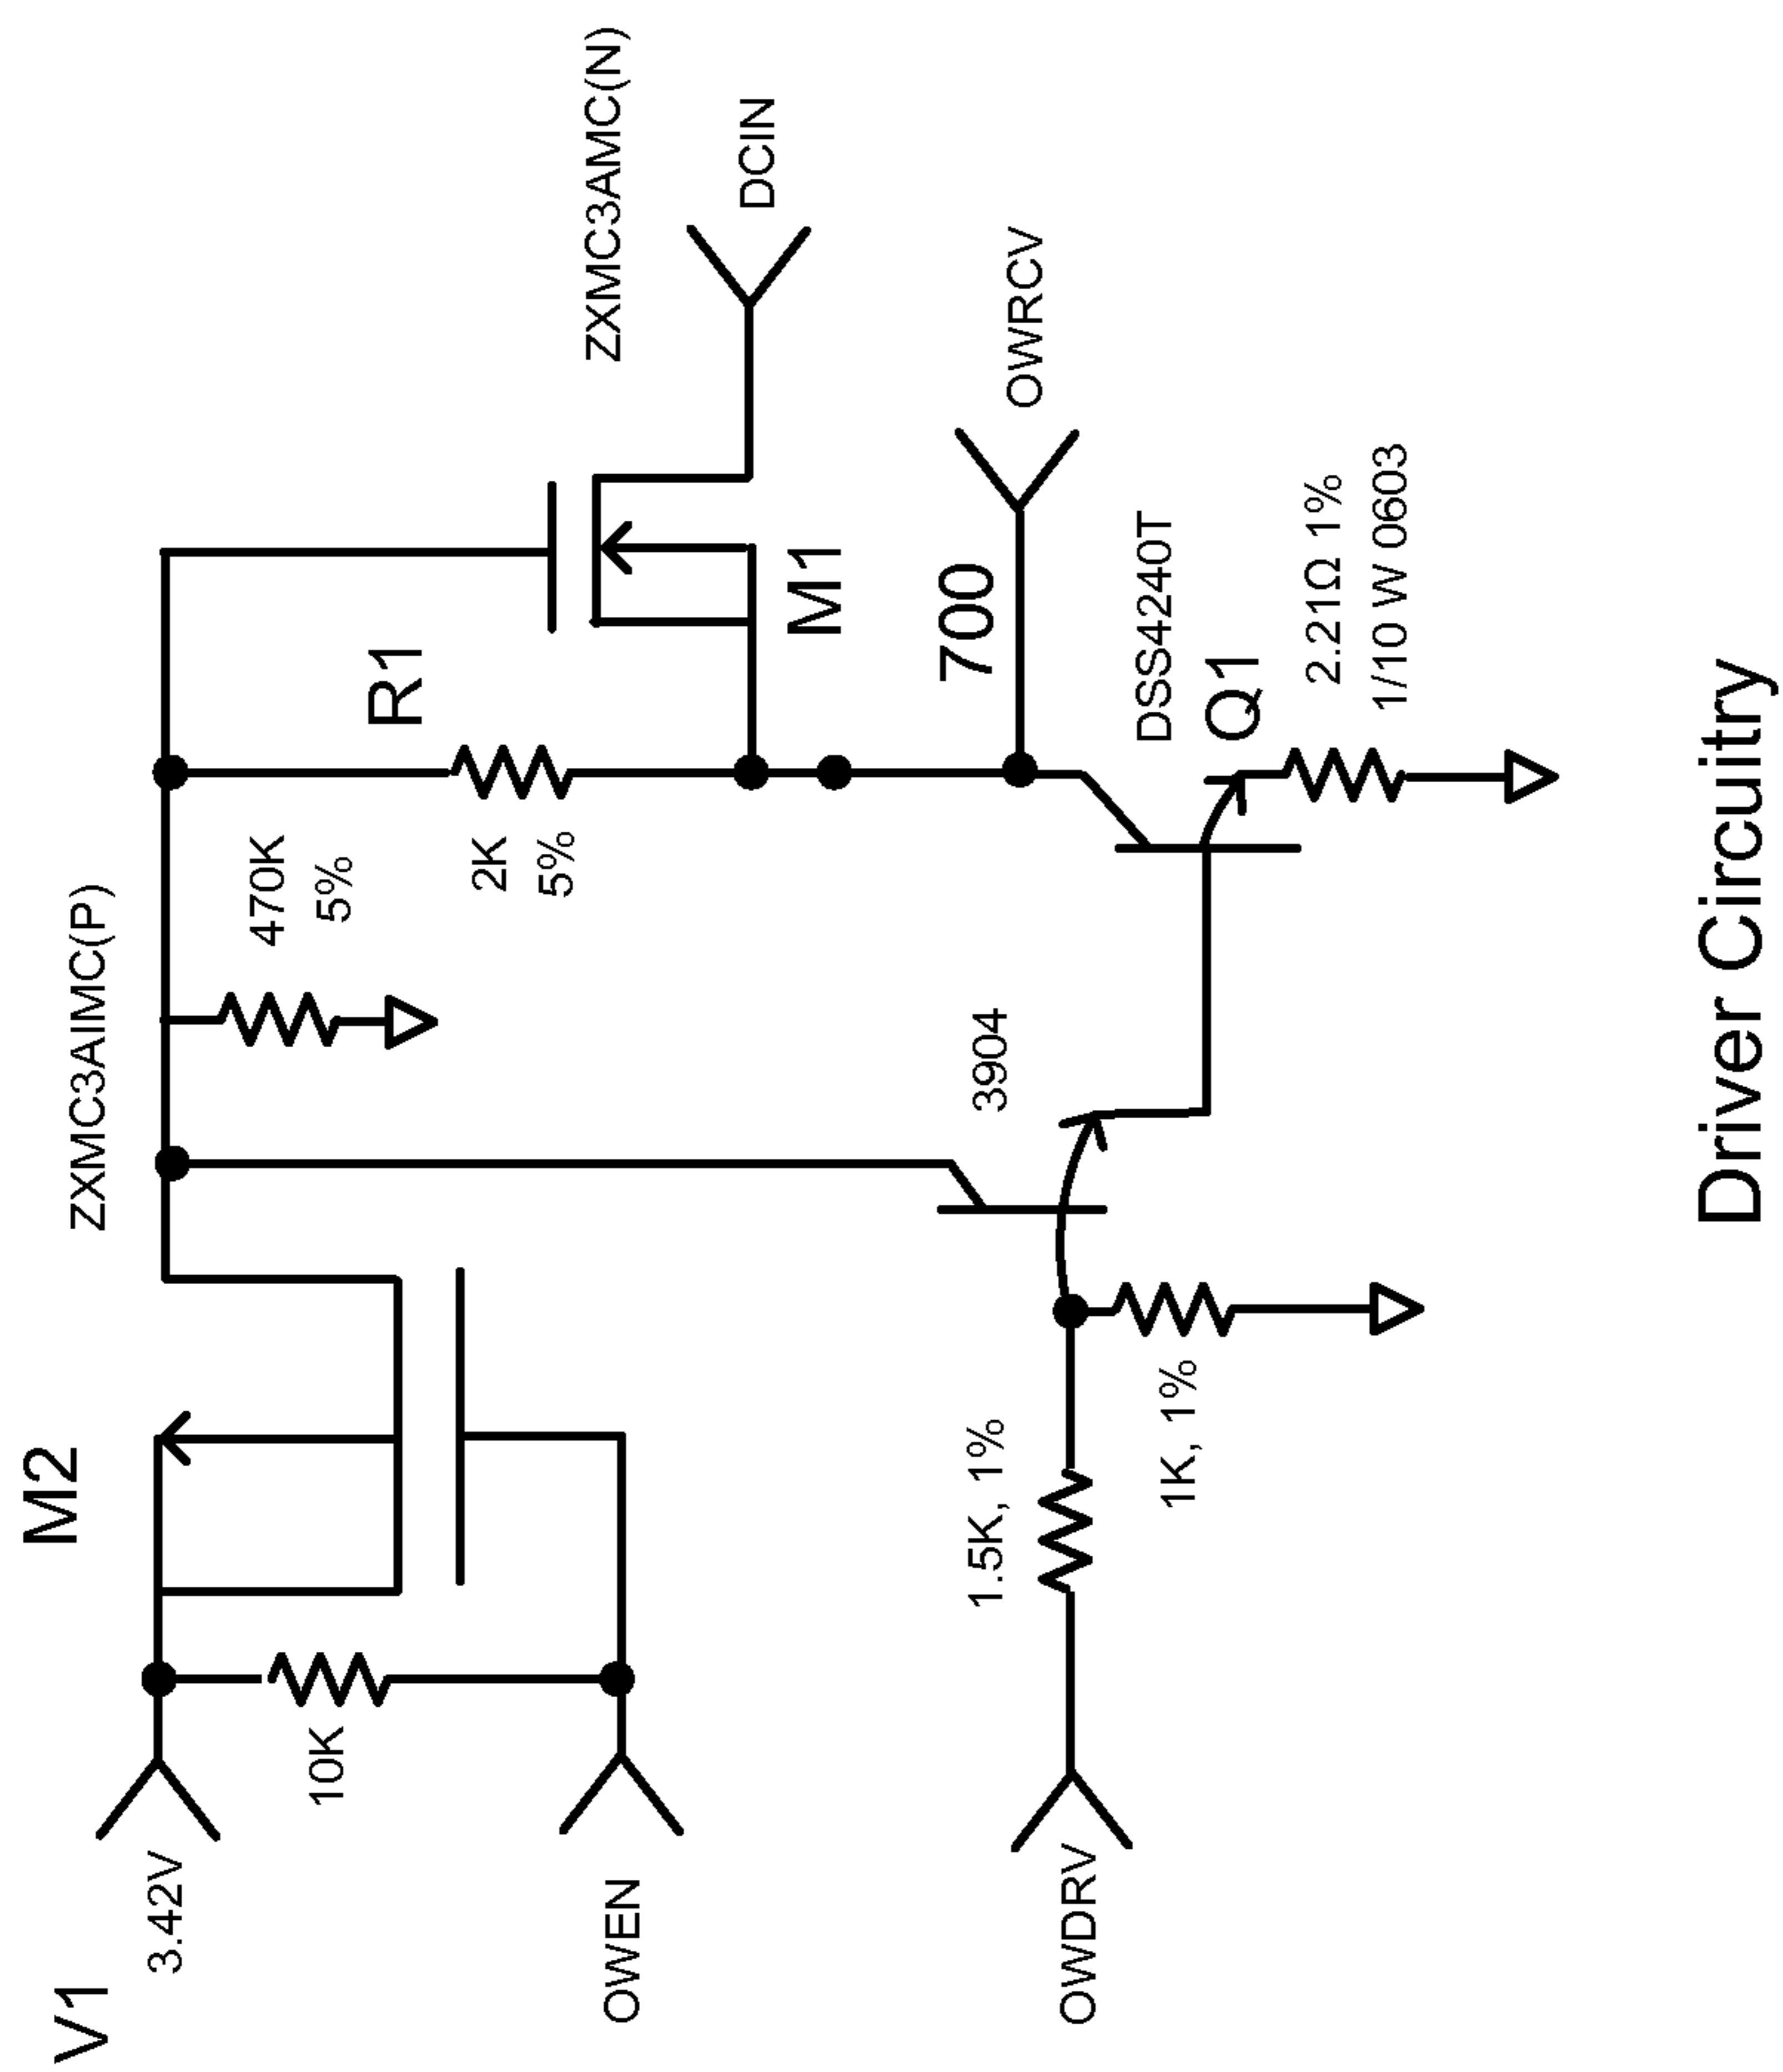 V1
3.42V
M2
ZXMC3AIMC(P)
10K
OWEN
470K
5%
R1
2K
5%
ZXMC3AMC(N)
DCIN
M1
OWRCV
700
3904
DSS4240T
Q1
2.21Ω 1%
1/10 W 0603
1.5K, 1%
1K, 1%
OWDRV
Driver Circuitry